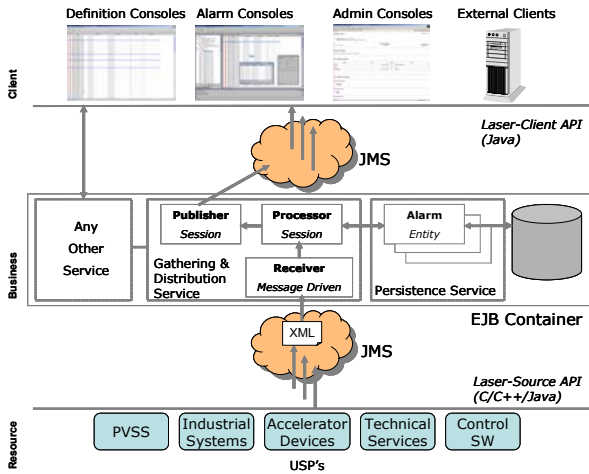 Definition Consoles
Alarm Consoles
Admin Consoles
External Clients
Client
Laser-Client API
(Java)
JMS
Business
Any
Other
Service
Publisher
Session
Processor
Session
Alarm
Entity
Gathering &
Distribution
Service
Receiver
Message Driven
Persistence Service
EJB Container
XML
JMS
Laser-Source API
(C/C++/Java)
Resource
PVSS
Industrial
Systems
Accelerator
Devices
Technical
Services
Control
SW
USP's